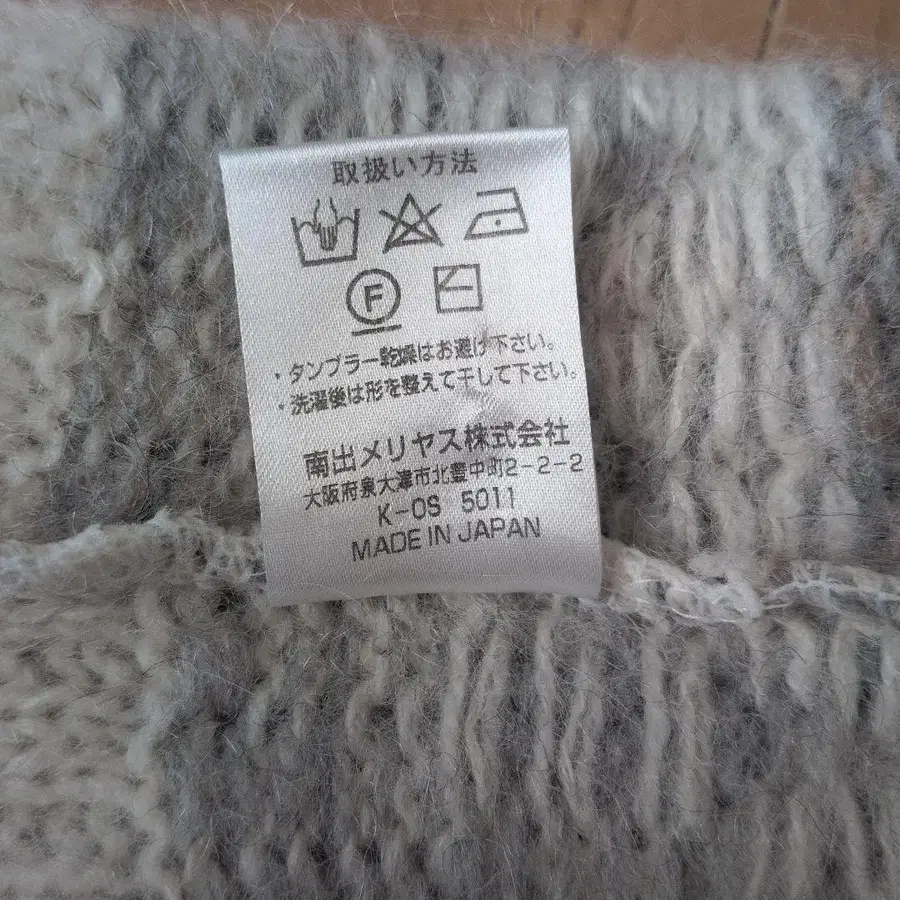 取扱い方法
F
・タンブラー乾燥はお避け下さい。
・洗濯後は形を整えて干して下さい。
南出メリヤス株式会社
大阪府泉大津市北豊中町2-2-2
K-OS 5011
MADE IN JAPAN